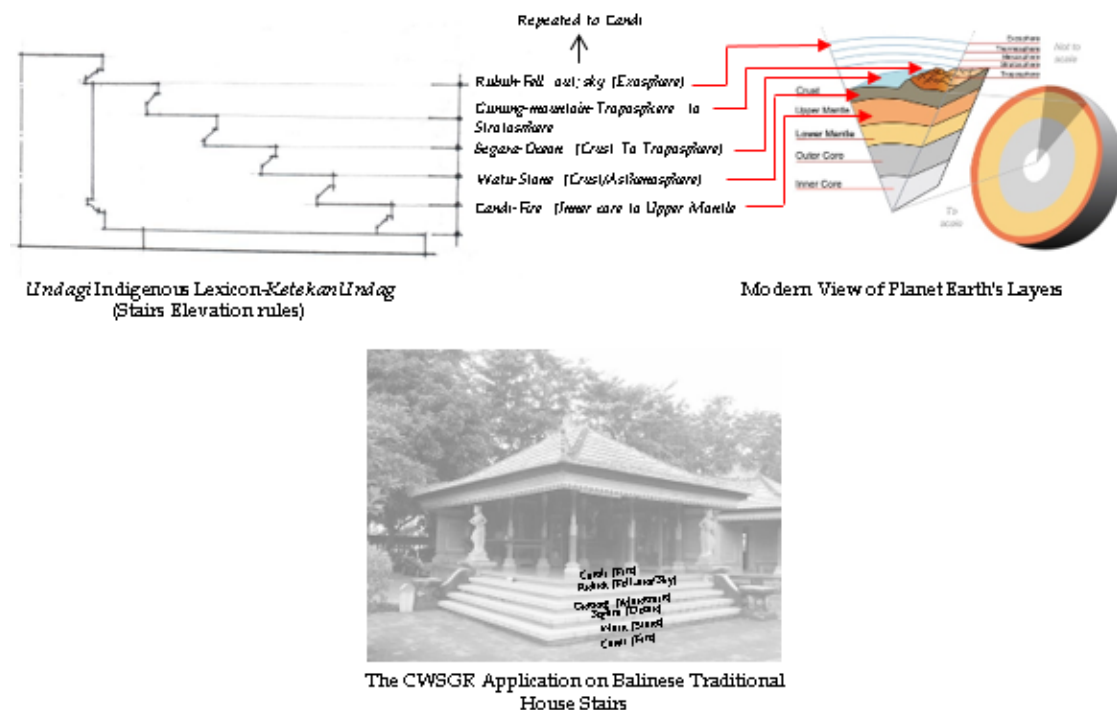 Repeated to Candi
Rubuh-Fall out; sky (Exosphere)
Gunung-mountain-Troposphere to
Stratosphere
Segara-Ocean (Crust To Troposphere)
Watu-Stone (Crust/Asthenosphere)
Candi-Fire (Inner core to Upper Mantle
Exosphere
Thermosphere
Mesosphere
Stratosphere
Troposphere
Not to
scale
Crust
Upper Mantle
Lower Mantle
Outer Core
Inner Core
To
scale
Undagi Indigenous Lexicon-Ketekan Undag
(Stairs Elevation rules)
Modern View of Planet Earth's Layers
Candi (Fire)
Rubuh (Fall out/Sky)
Gunung (Mountain)
Segara (Ocean)
Watu (Stone)
Candi (Fire)
The CWSGR Application on Balinese Traditional
House Stairs